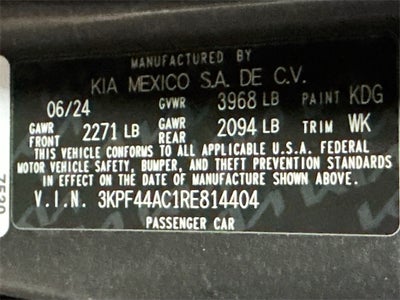 MANUFACTURED BY
KIA MEXICO S.A. DE C.V.
06/24 GVWR 3968 LB PAINT KDG
GAWR FRONT 2271 LB GAWR REAR 2094 LB TRIM WK
THIS VEHICLE CONFORMS TO ALL APPLICABLE U.S.A. FEDERAL
MOTOR VEHICLE SAFETY, BUMPER, AND THEFT PREVENTION STANDARDS
IN EFFECT ON THE DATE OF MANUFACTURE SHOWN ABOVE.
V.I.N. 3KPF44AC1RE814404
PASSENGER CAR